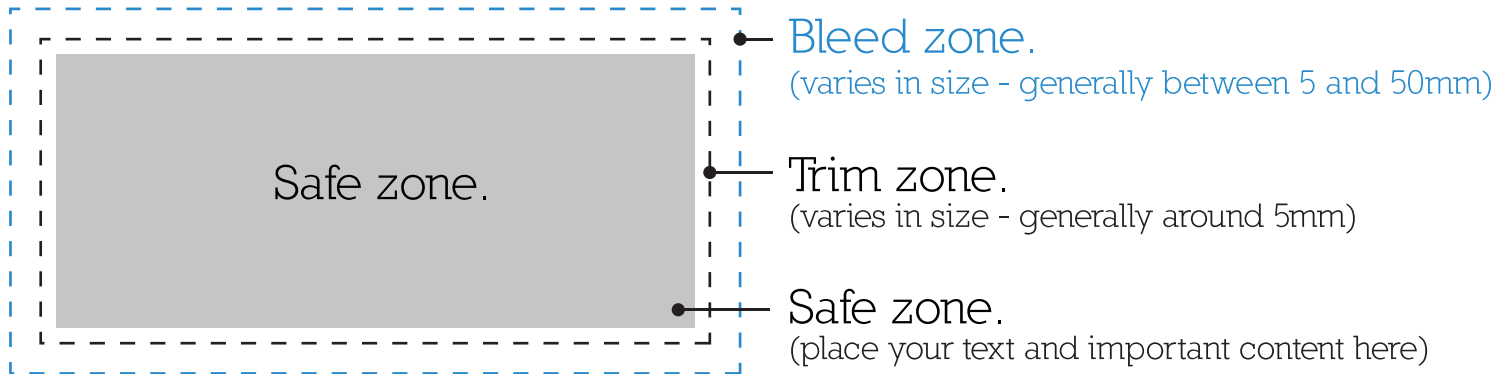 Safe zone.
Bleed zone.
(varies in size - generally between 5 and 50mm)
Trim zone.
(varies in size - generally around 5mm)
Safe zone.
(place your text and important content here)